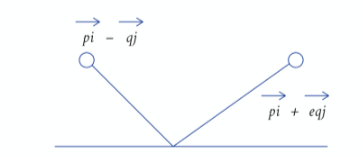 pi − qj
pi + eqj